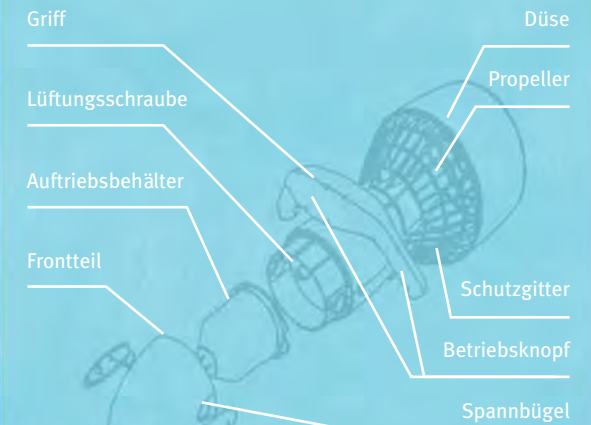 Griff
Düse
Propeller
Lüftungsschraube
Auftriebsbehälter
Frontteil
Schutzgitter
Betriebsknopf
Spannbügel